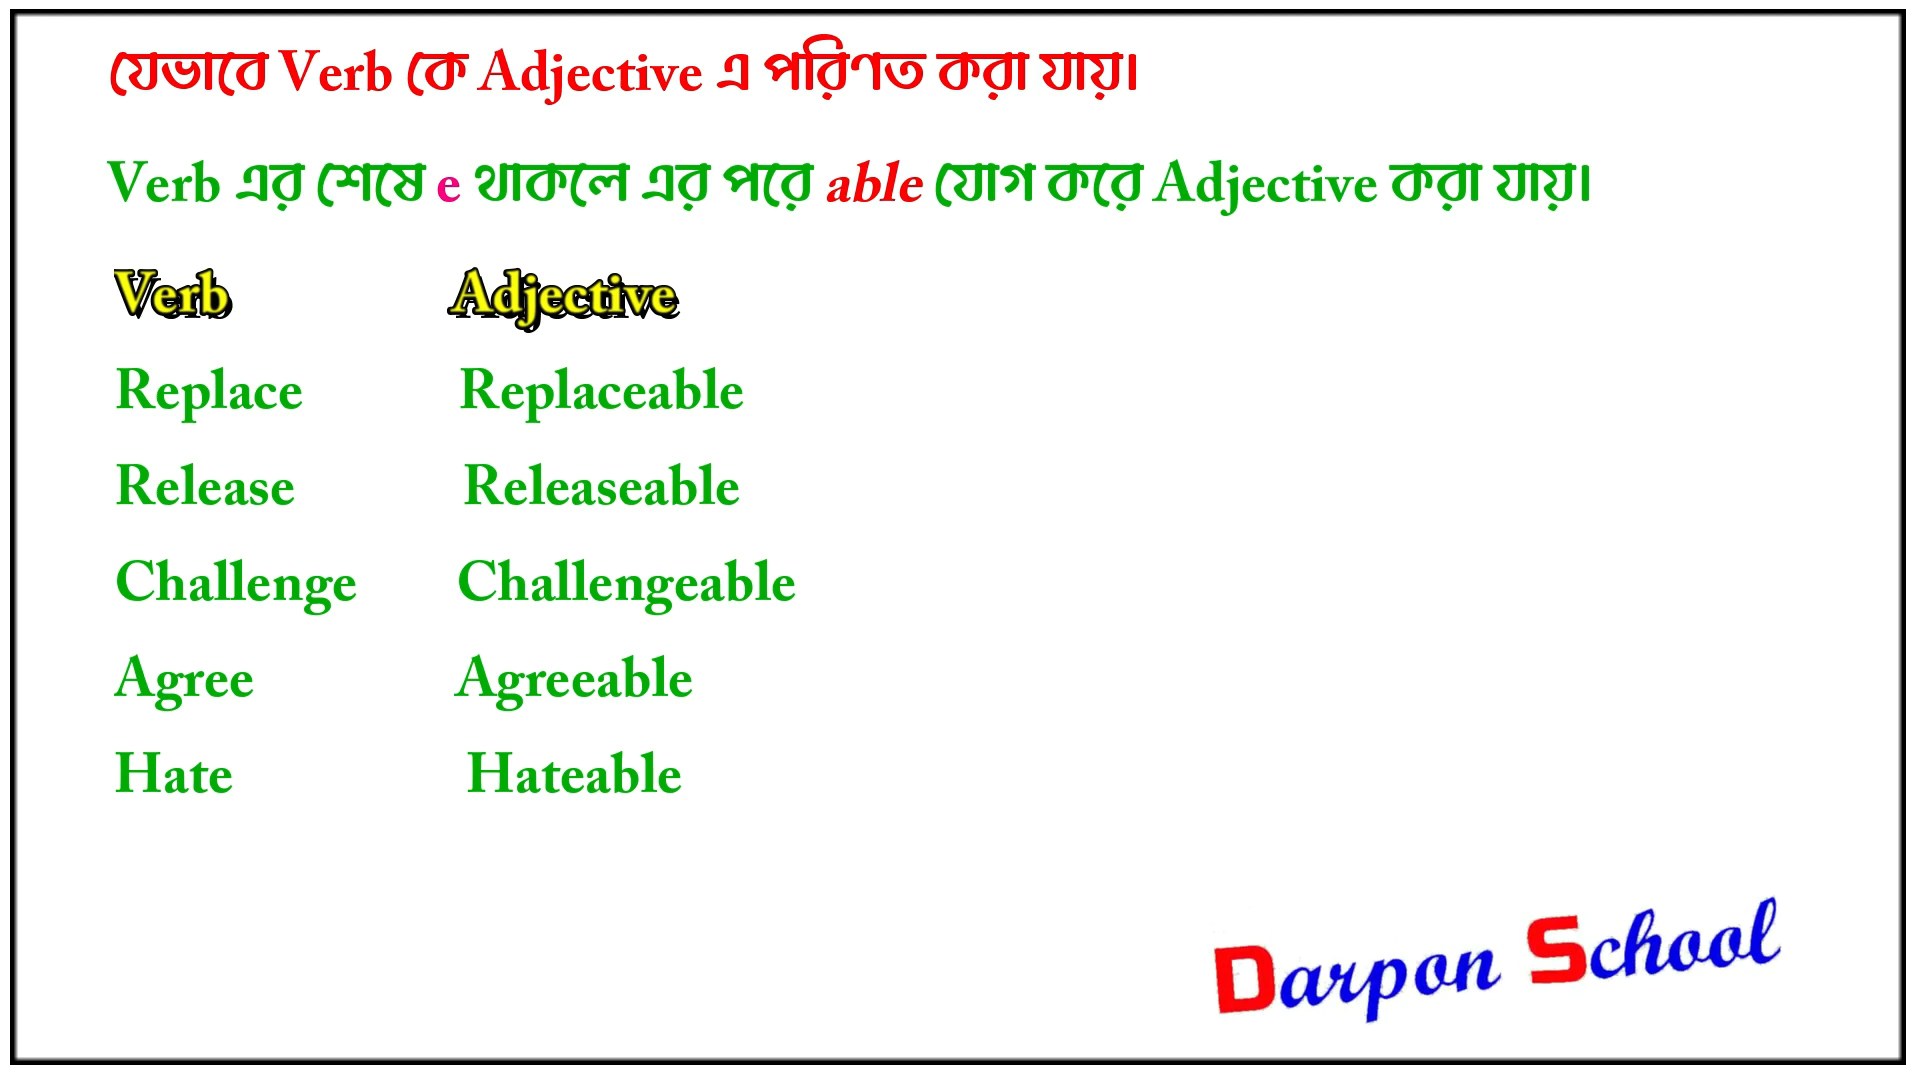 যেভাবে Verb কে Adjective এ পরিণত করা যায়।
Verb এর শেষে e থাকলে এর পরে able যোগ করে Adjective করা যায়।
Verb Adjective
Replace Replaceable
Release Releaseable
Challenge Challengeable
Agree Agreeable
Hate Hateable
Darpon School